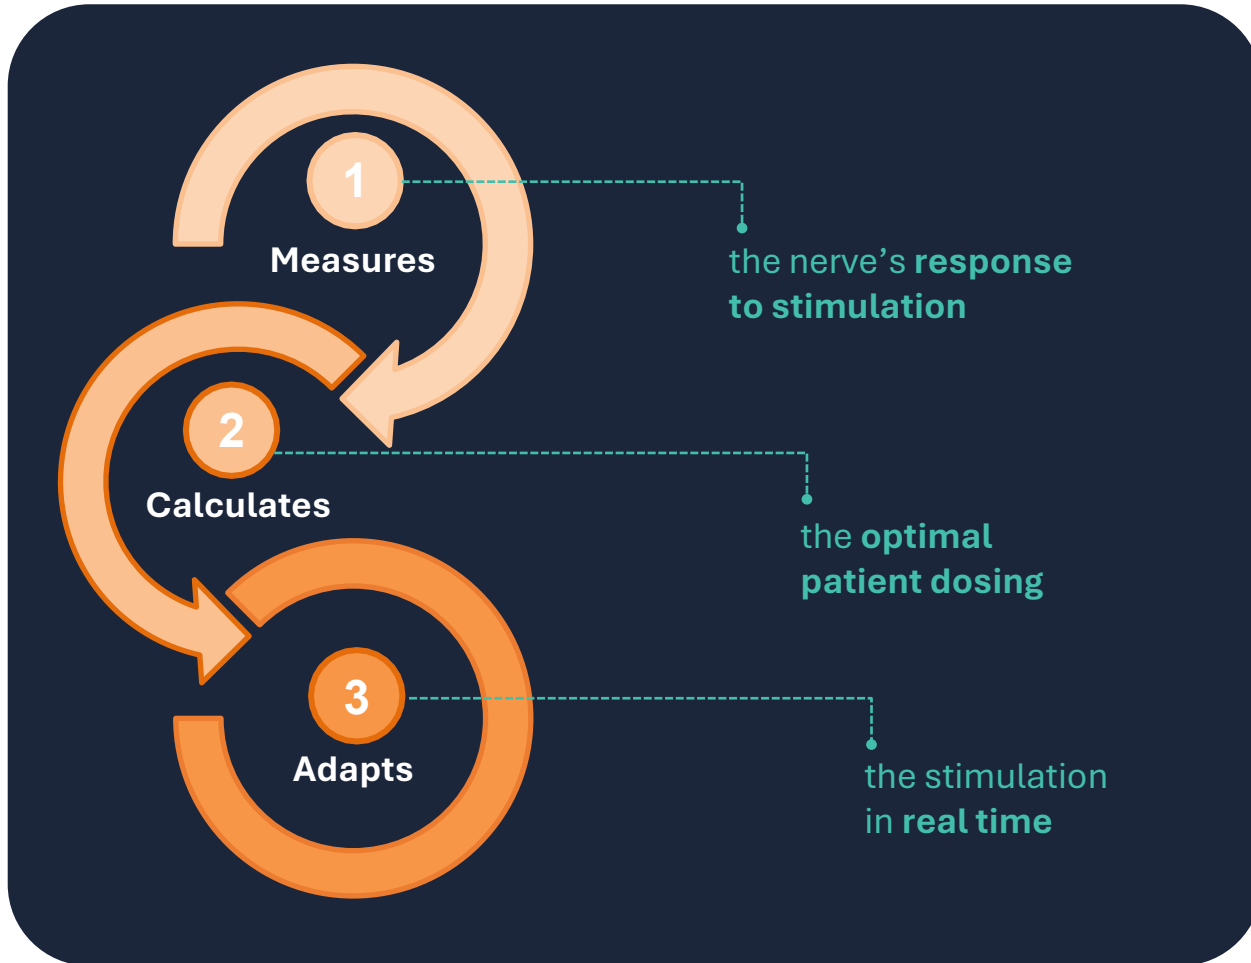 1
Measures
the nerve’s response
to stimulation
2
Calculates
the optimal
patient dosing
3
Adapts
the stimulation
in real time